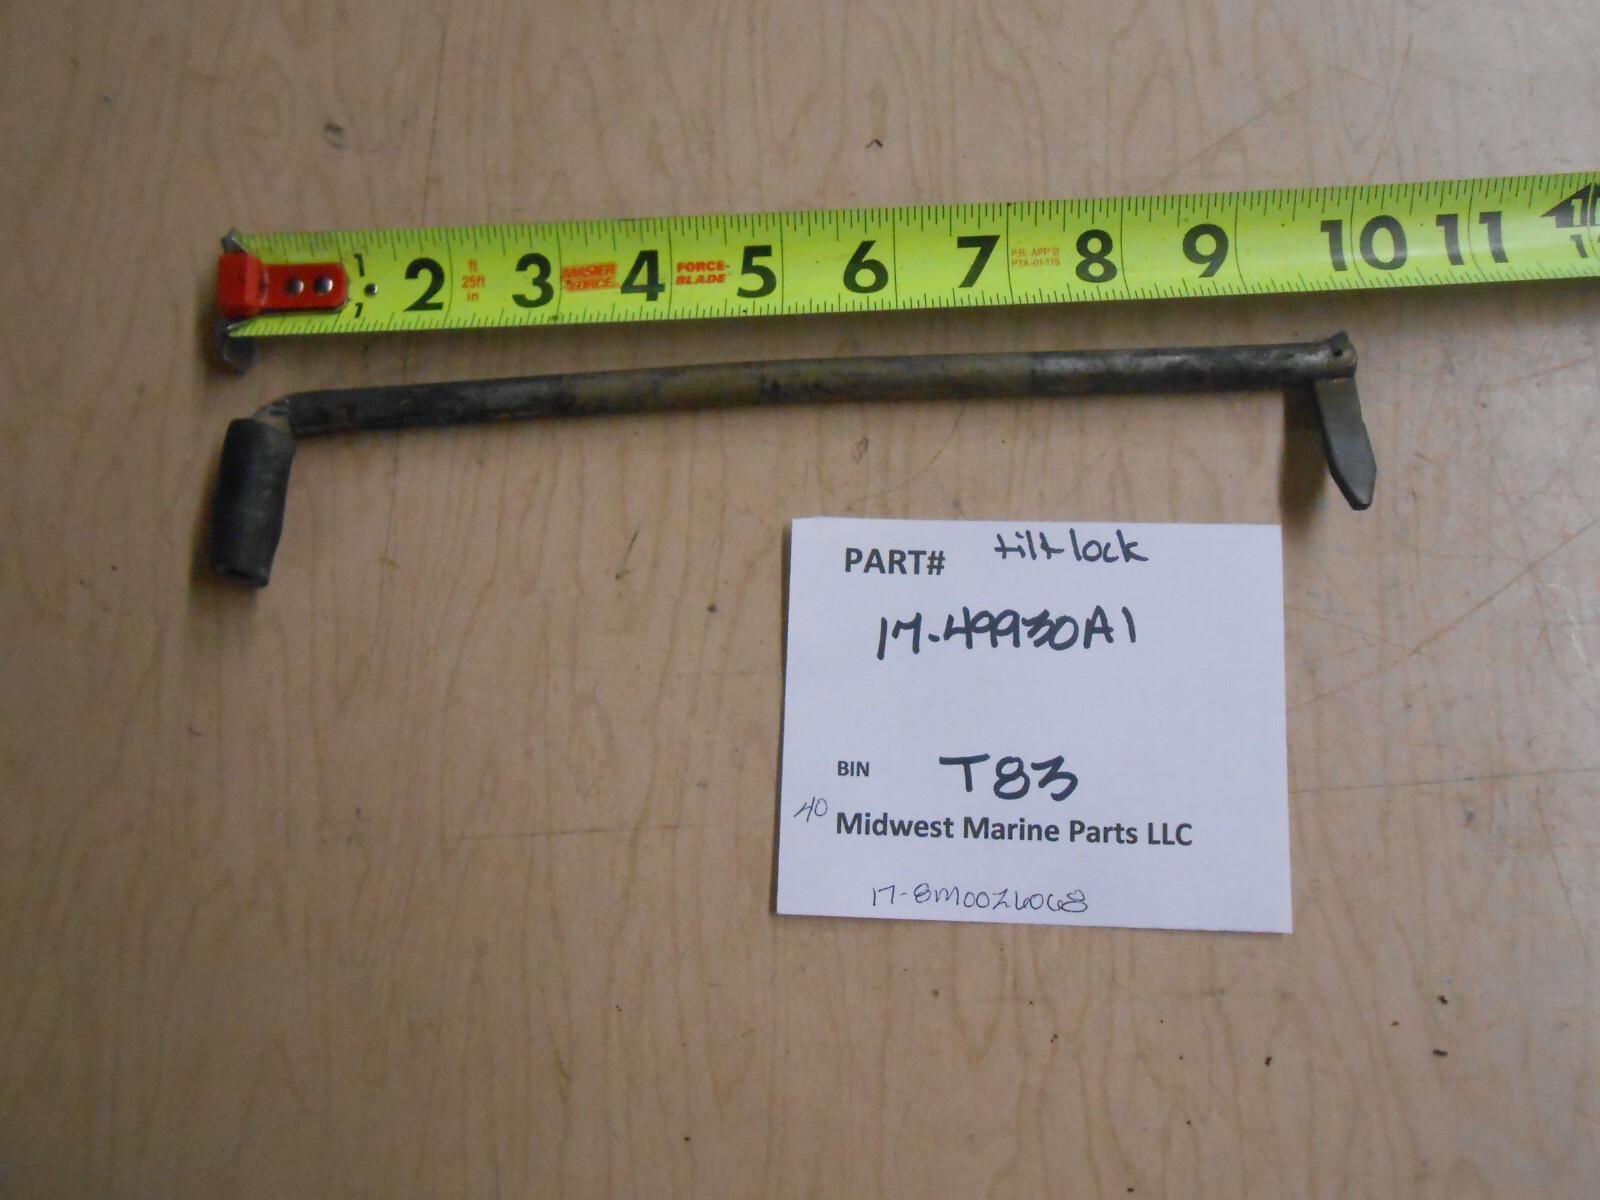 1 2 ft 25ft in 3 MASTER FORCE 4 FORCE-BLADE 5 6 7 P.R. APP'D PTA-01-115 8 9 10 11
1
PART# tilt lock
17-49930A1
BIN T83
40 Midwest Marine Parts LLC
17-8M0026068